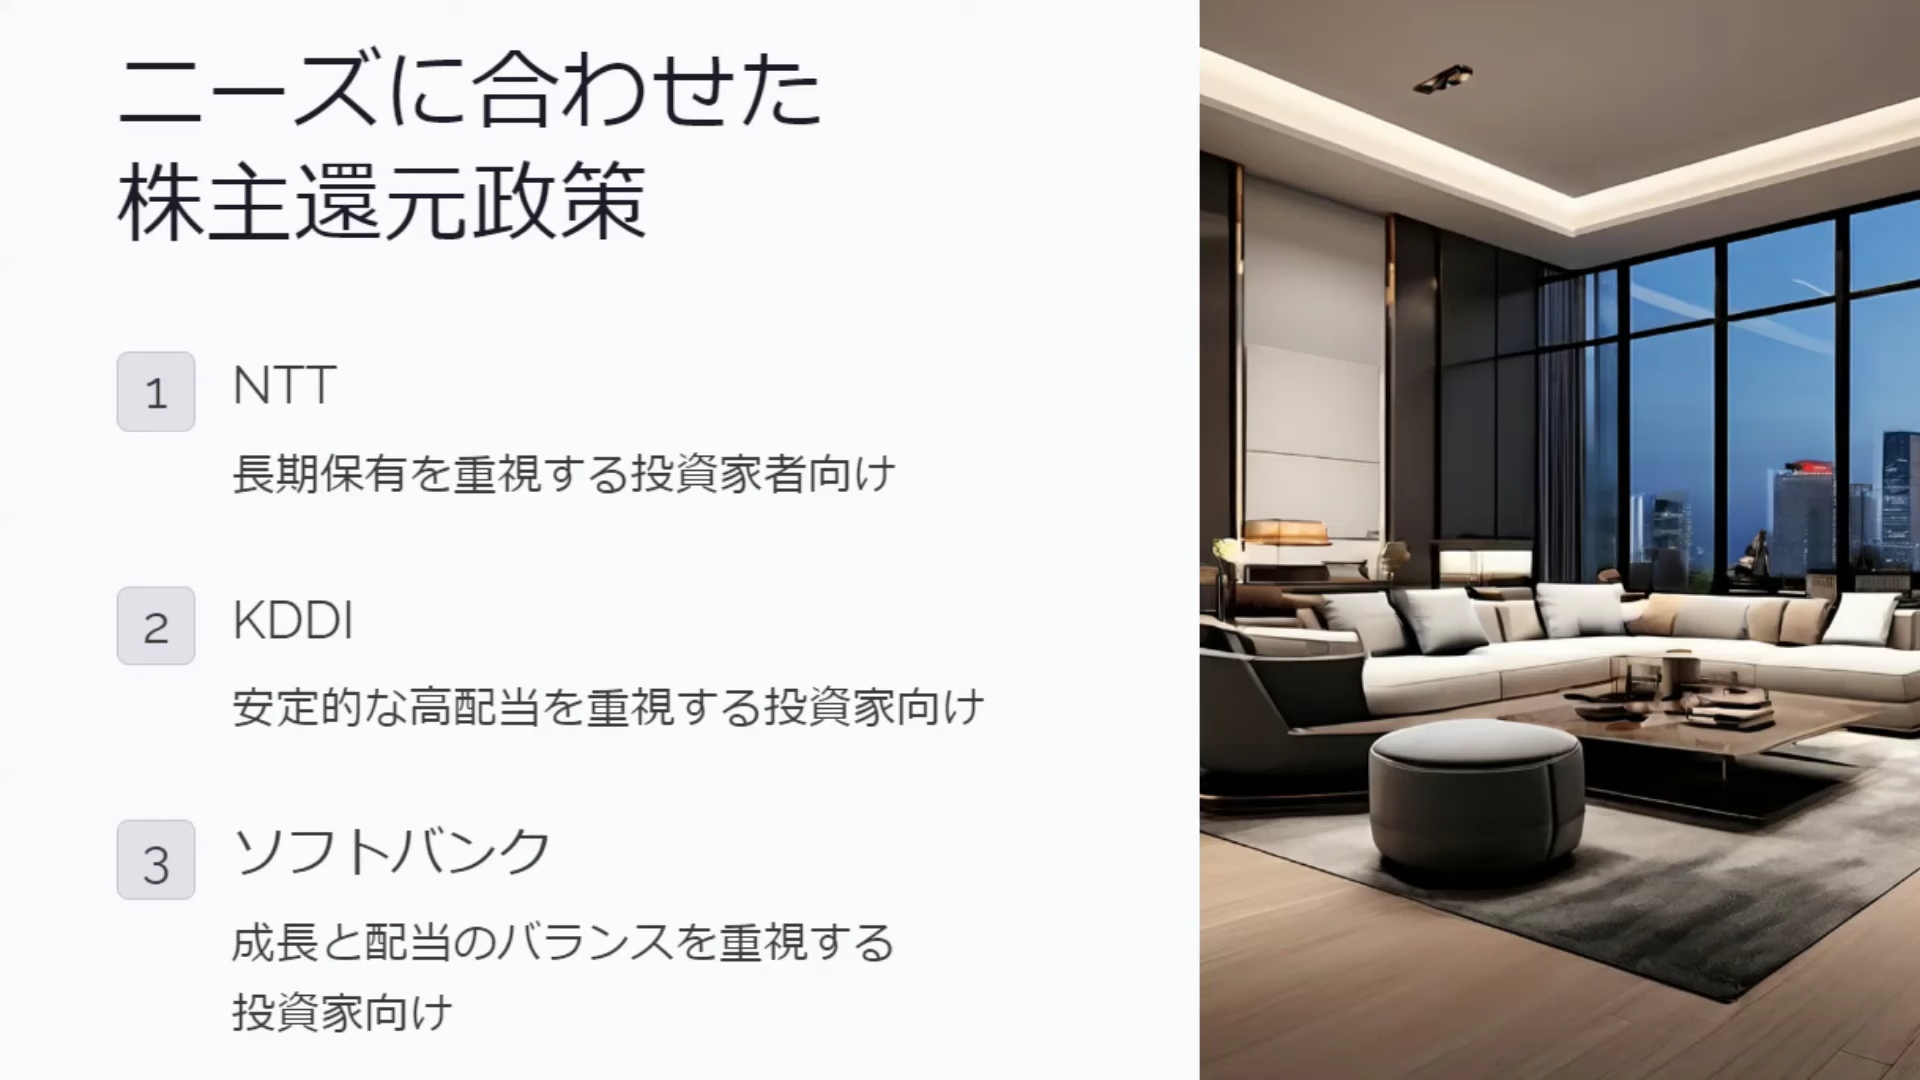 ニーズに合わせた
株主還元政策
1
NTT
長期保有を重視する投資家者向け
2
KDDI
安定的な高配当を重視する投資家向け
3
ソフトバンク
成長と配当のバランスを重視する
投資家向け